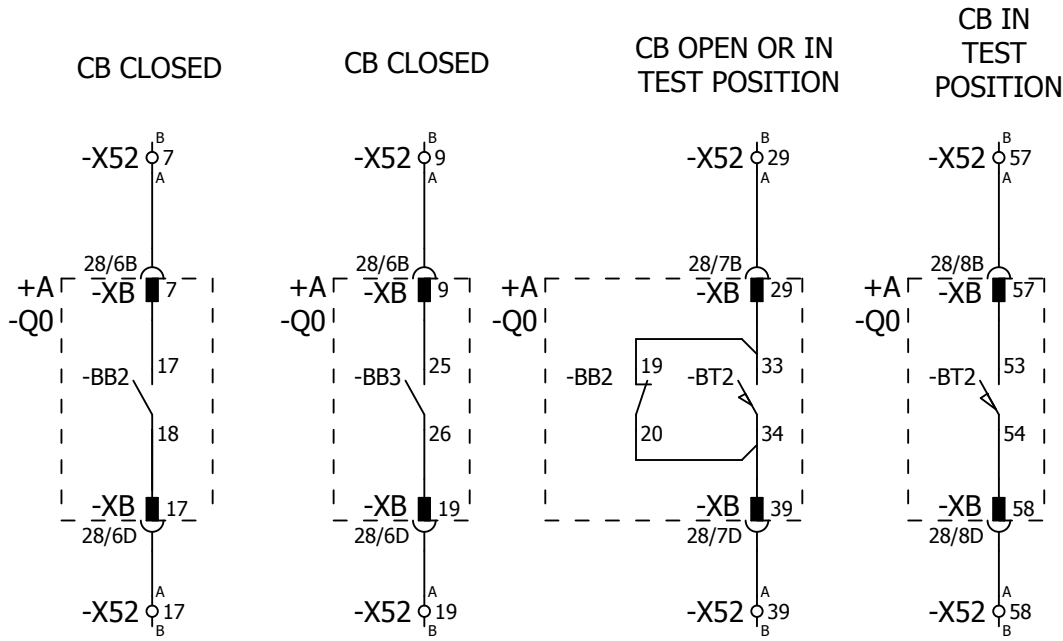 CB CLOSED
CB CLOSED
CB OPEN OR IN
TEST POSITION
CB IN
TEST
POSITION
B
-X52 7
A
B
-X52 9
A
B
-X52 29
A
B
-X52 57
A
28/6B
+A
-XB 7
-Q0
28/6B
+A
-XB 9
-Q0
28/7B
+A
-XB 29
-Q0
28/8B
+A
-XB 57
-Q0
17
-BB2
18
25
-BB3
26
19
-BB2
20
33
-BT2
34
53
-BT2
54
-XB 17
28/6D
-XB 19
28/6D
-XB 39
28/7D
-XB 58
28/8D
A
-X52 17
B
A
-X52 19
B
A
-X52 39
B
A
-X52 58
B